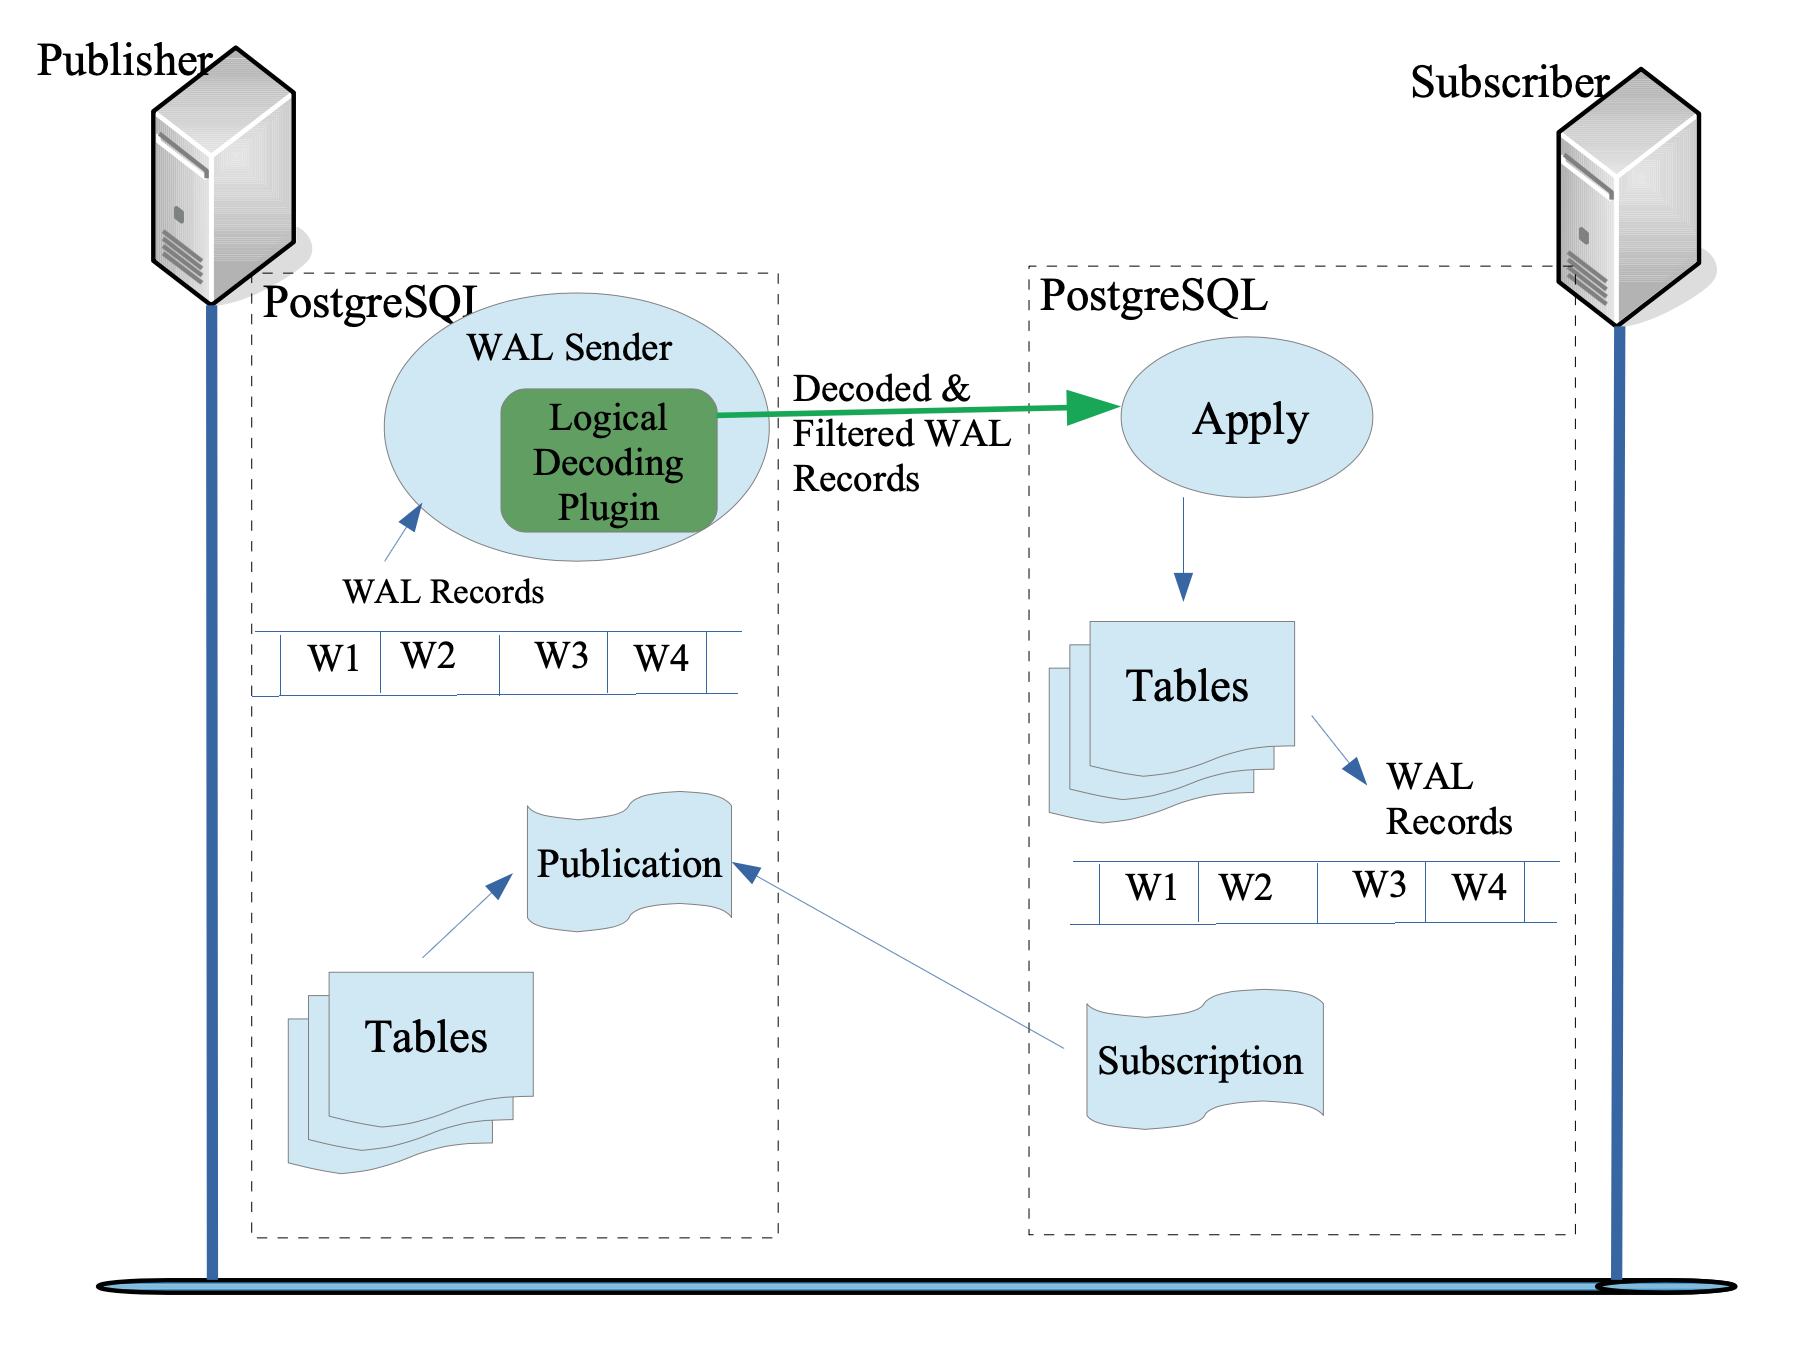 Publisher
Subscriber
PostgreSQL
WAL Sender
Logical
Decoding
Plugin
WAL Records
W1 W2 W3 W4
Publication
Tables
Decoded &
Filtered WAL
Records
PostgreSQL
Apply
Tables
WAL
Records
W1 W2 W3 W4
Subscription